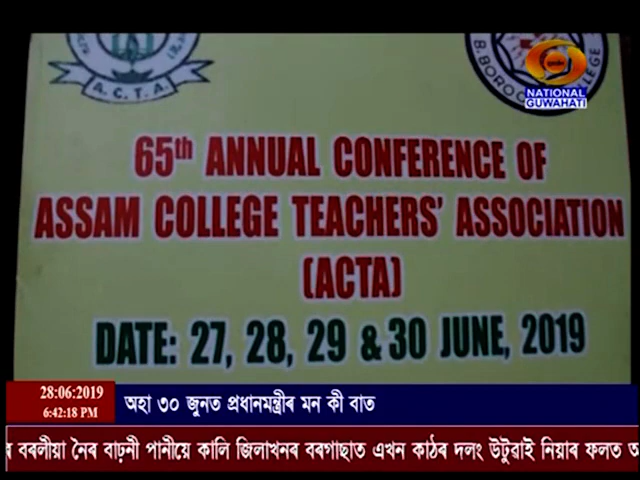 A.C.T.A.
B. BOROO
LEGE
NATIONAL
GUWAHATI
65th ANNUAL CONFERENCE OF
ASSAM COLLEGE TEACHERS' ASSOCIATION
(ACTA)
DATE: 27, 28, 29 & 30 JUNE, 2019
28:06:2019
6:42:18 PM
অহা ৩০ জুনত প্ৰধানমন্ত্ৰীৰ মন কী বাত
ৰ বৰলীয়া নৈৰ বাঢ়নী পানীয়ে কালি জিলাখনৰ বৰগাছাত এখন কাঠৰ দলং উটুৱাই নিয়াৰ ফলত